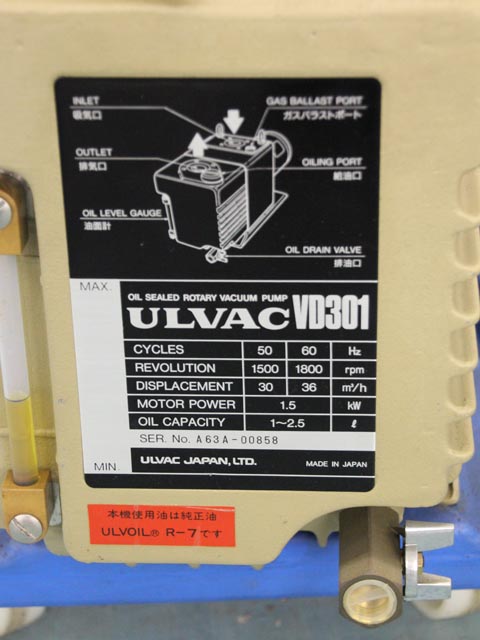 INLET
吸気口
GAS BALLAST PORT
ガスバラストポート
OUTLET
排気口
OILING PORT
給油口
OIL LEVEL GAUGE
油面計
OIL DRAIN VALVE
排油口
MAX.
OIL SEALED ROTARY VACUUM PUMP
ULVAC VD301
CYCLES 50 60 Hz
REVOLUTION 1500 1800 rpm
DISPLACEMENT 30 36 m³/h
MOTOR POWER 1.5 kW
OIL CAPACITY 1~2.5 ℓ
SER. No. A63A-00858
MIN. ULVAC JAPAN, LTD. MADE IN JAPAN
本機使用油は純正油
ULVOIL® R-7です